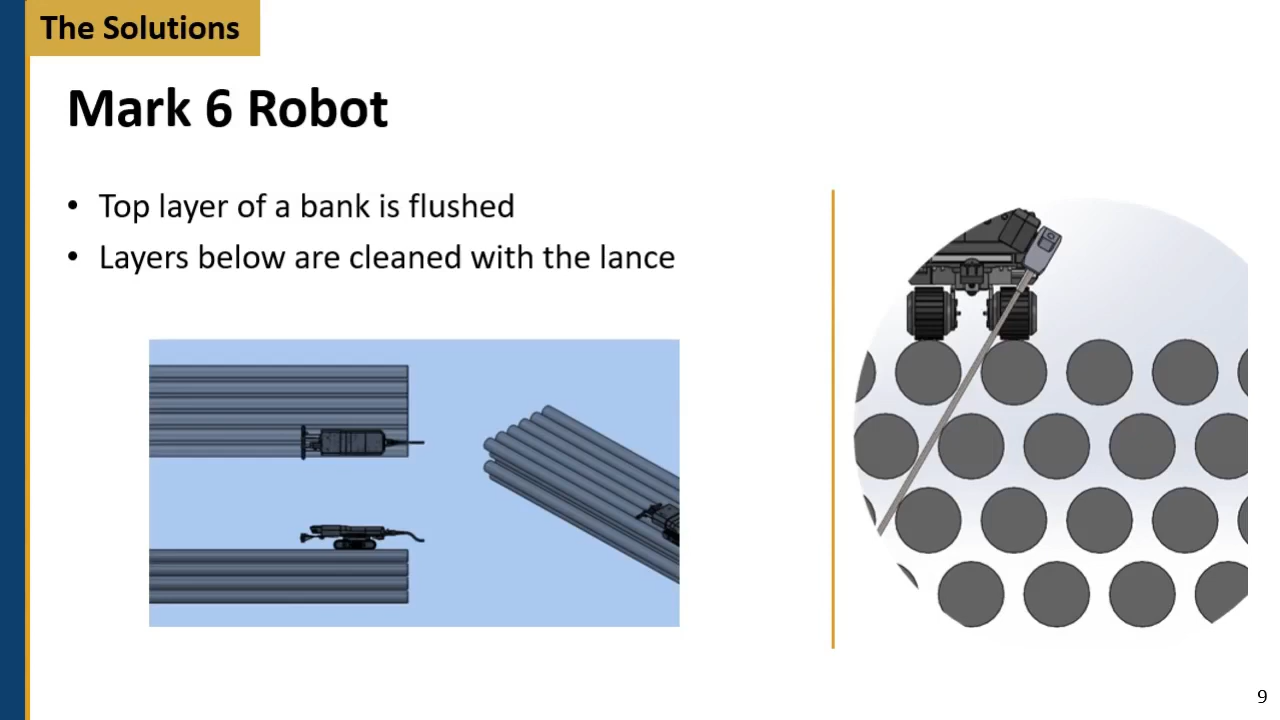 The Solutions
Mark 6 Robot
• Top layer of a bank is flushed
• Layers below are cleaned with the lance
9